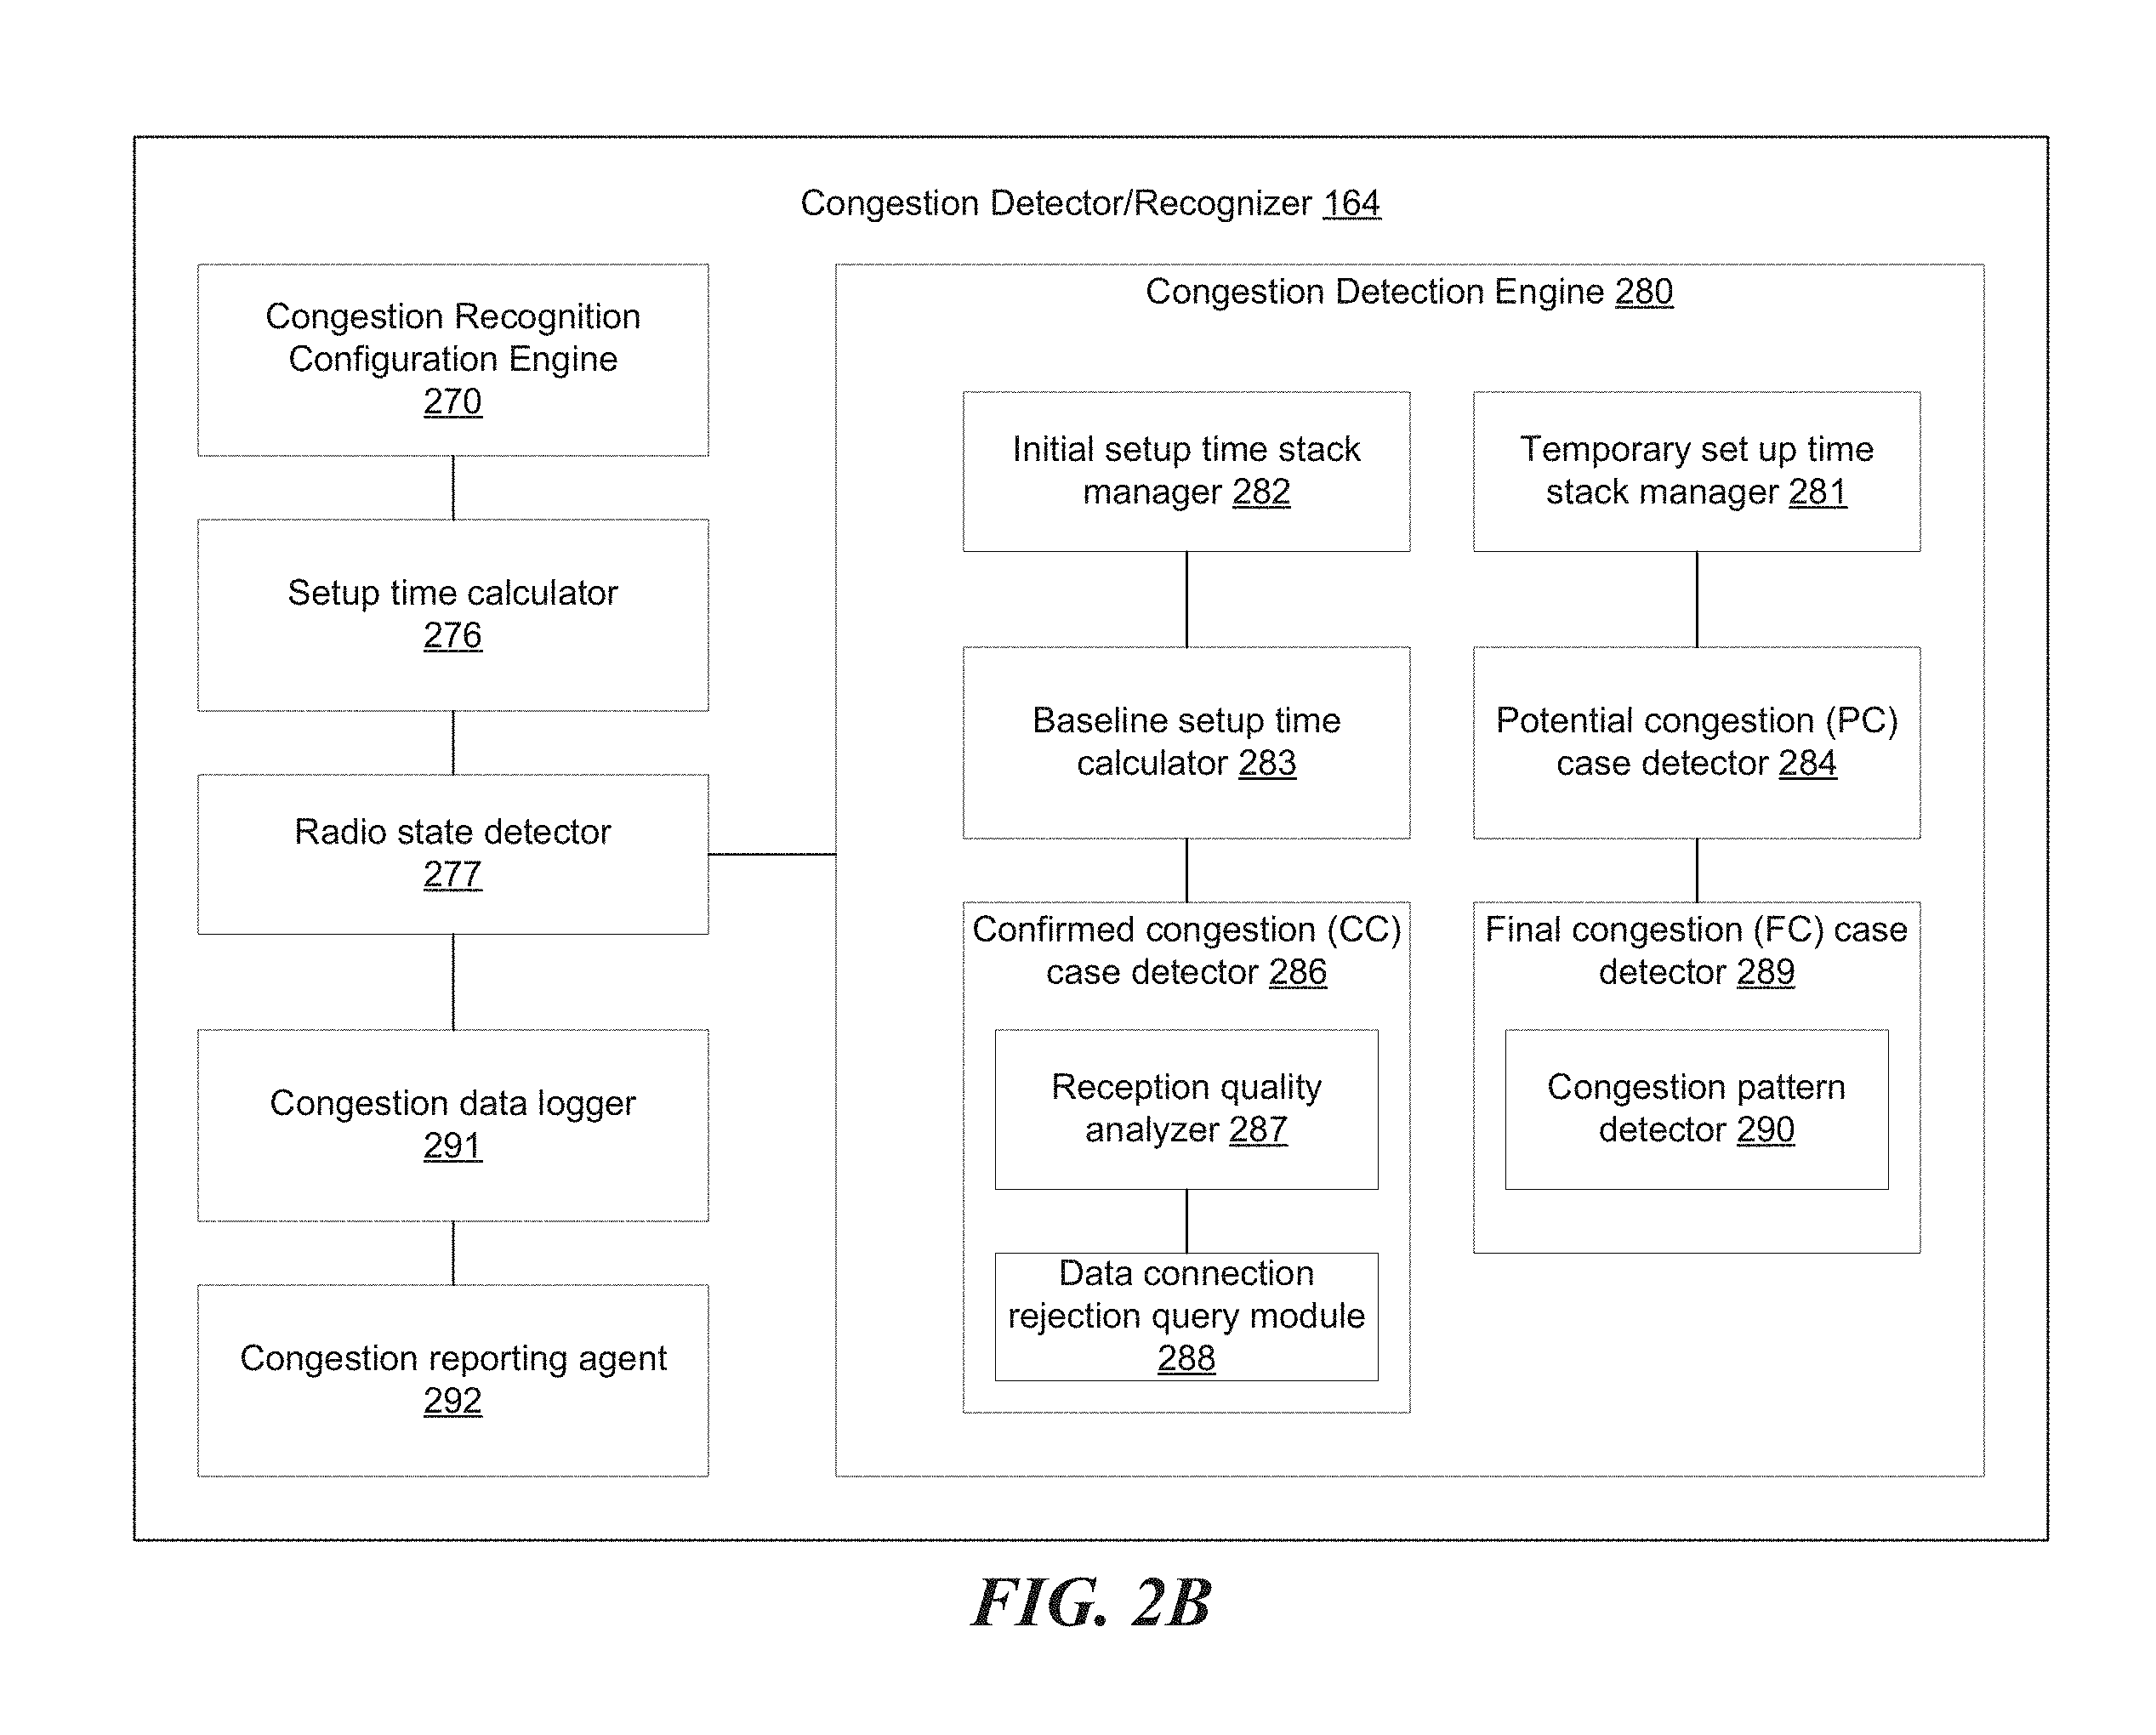 Congestion Detector/Recognizer 164
Congestion Recognition
Configuration Engine
270
Setup time calculator
276
Radio state detector
277
Congestion data logger
291
Congestion reporting agent
292
Congestion Detection Engine 280
Initial setup time stack
manager 282
Baseline setup time
calculator 283
Confirmed congestion (CC)
case detector 286
Reception quality
analyzer 287
Data connection
rejection query module
288
Temporary set up time
stack manager 281
Potential congestion (PC)
case detector 284
Final congestion (FC) case
detector 289
Congestion pattern
detector 290
FIG. 2B